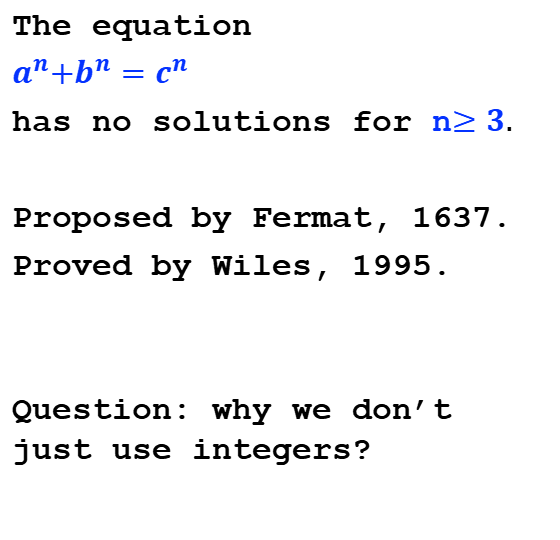 The equation
aⁿ+bⁿ = cⁿ
has no solutions for n≥ 3.
Proposed by Fermat, 1637.
Proved by Wiles, 1995.
Question: why we don’t
just use integers?